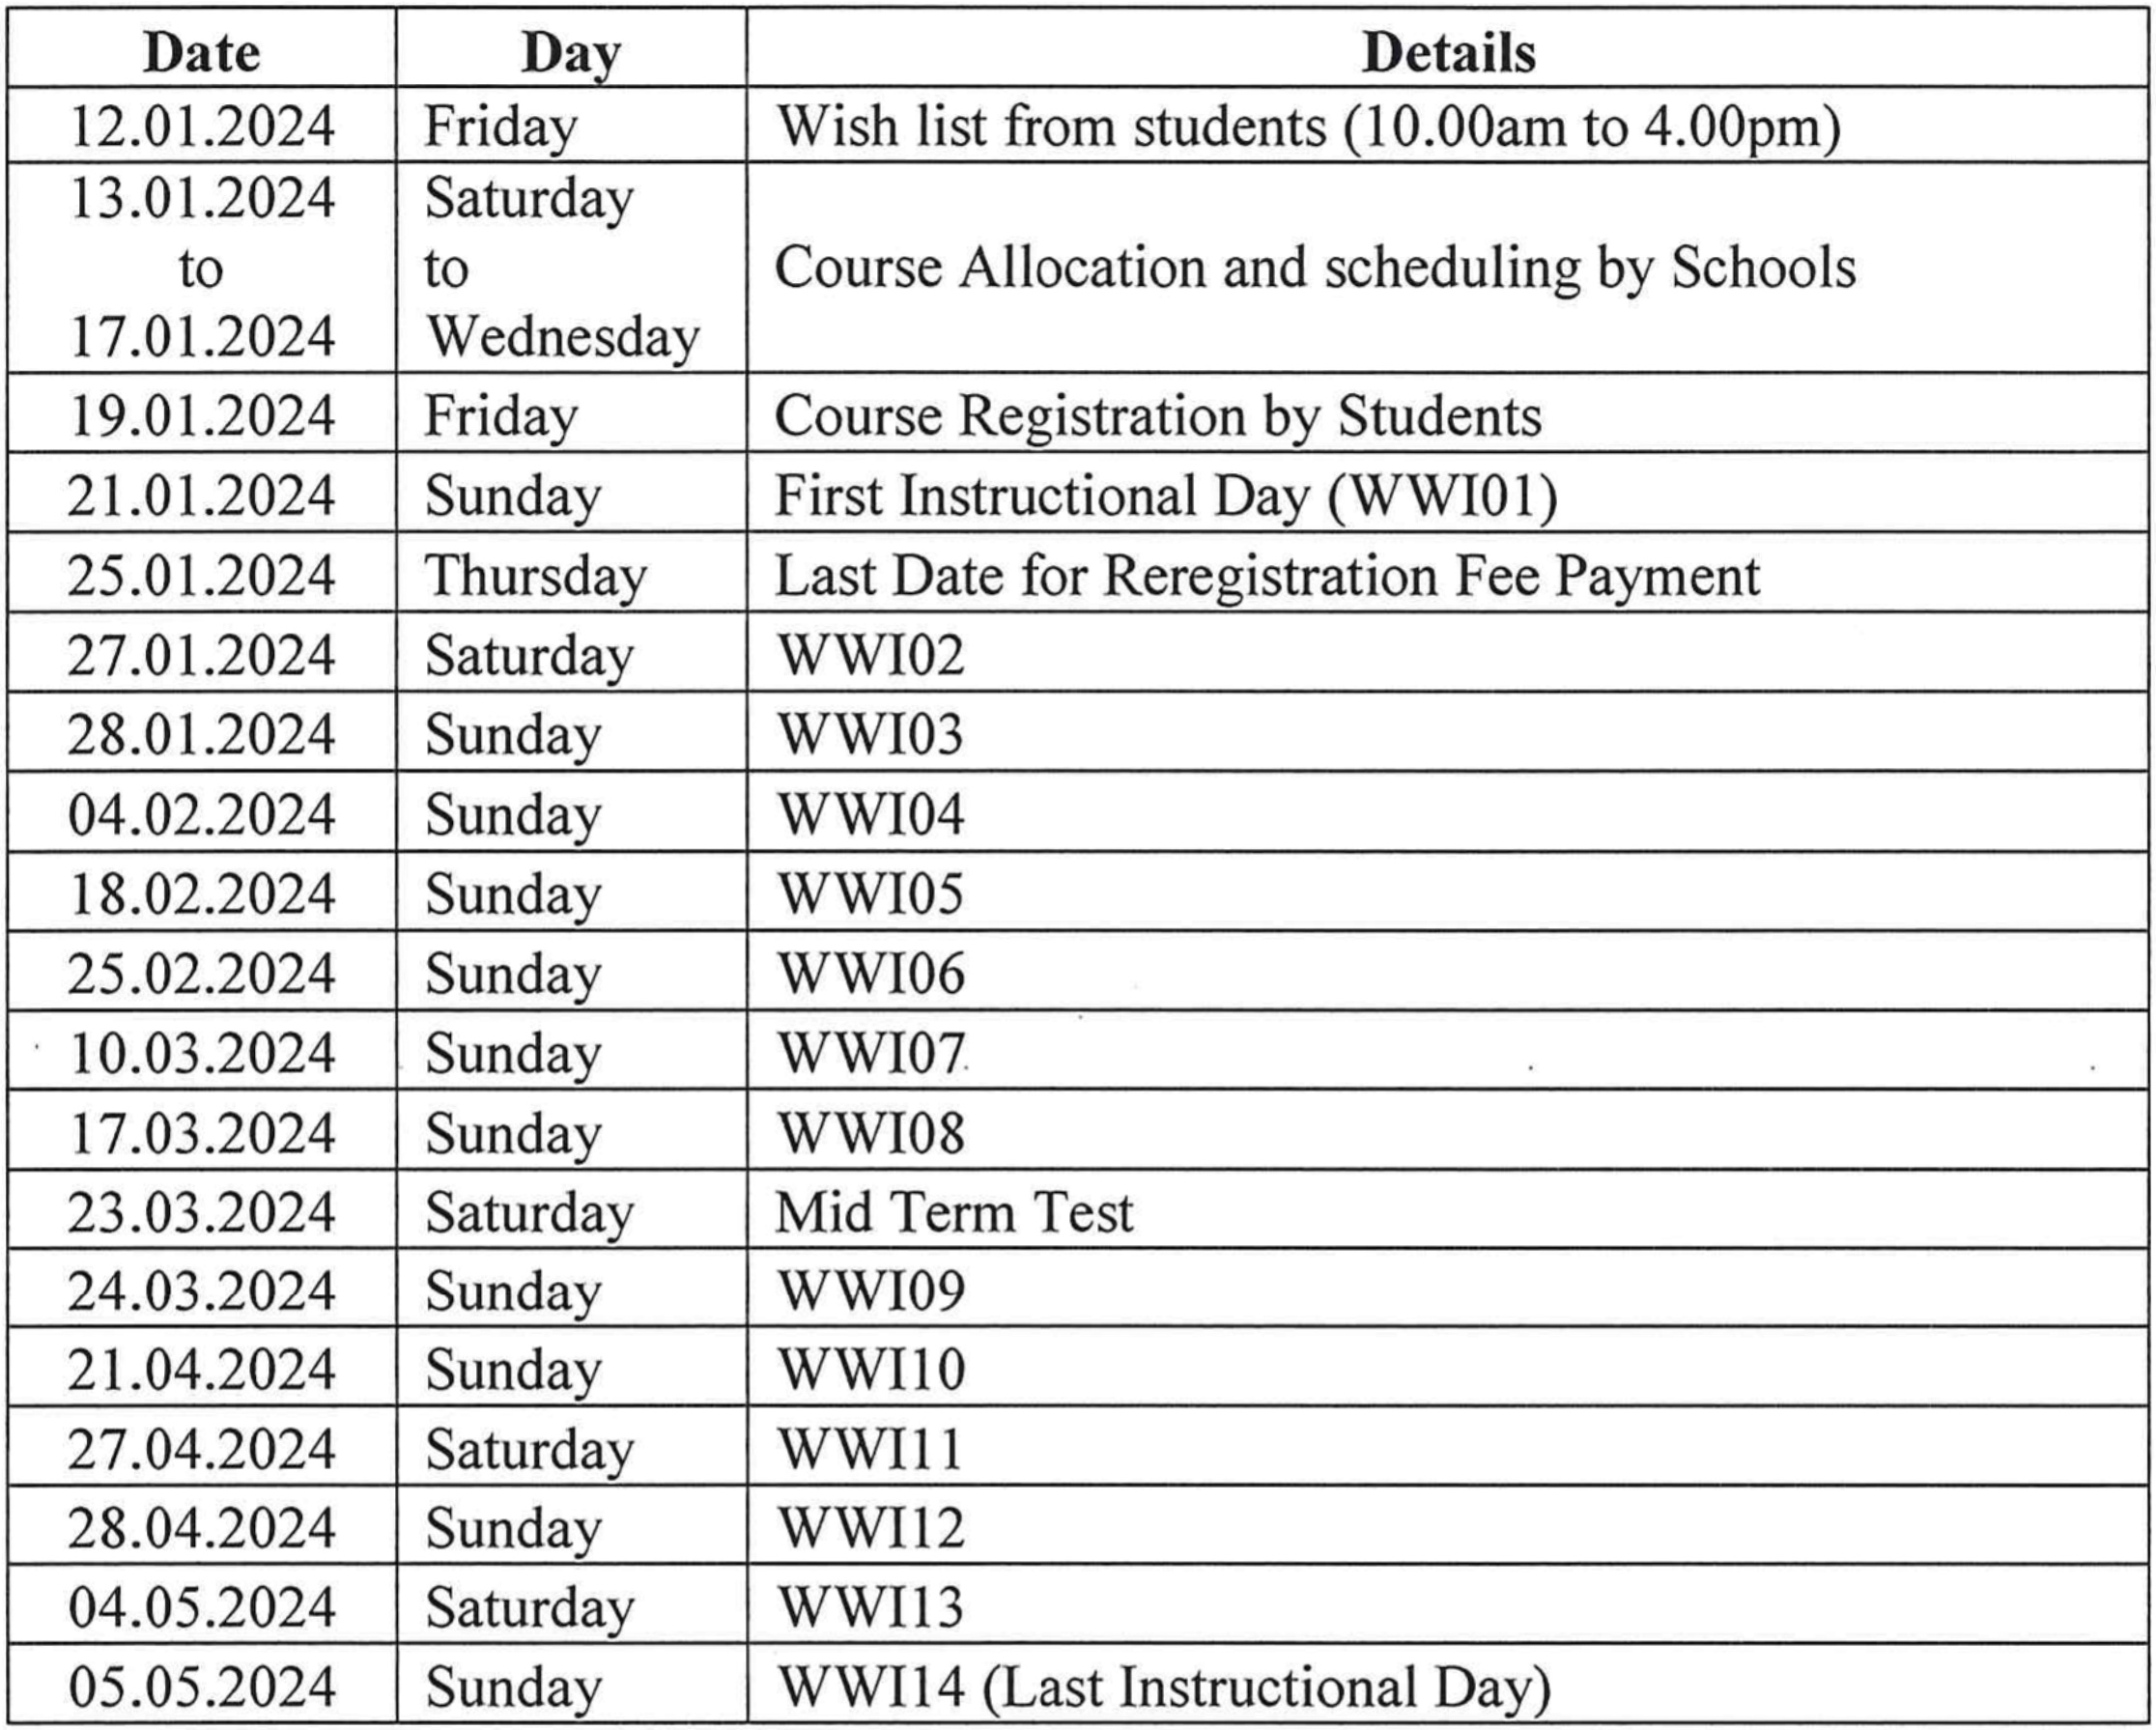 Date Day Details
12.01.2024 Friday Wish list from students (10.00am to 4.00pm)
13.01.2024 Saturday
to to Course Allocation and scheduling by Schools
17.01.2024 Wednesday
19.01.2024 Friday Course Registration by Students
21.01.2024 Sunday First Instructional Day (WWI01)
25.01.2024 Thursday Last Date for Reregistration Fee Payment
27.01.2024 Saturday WWI02
28.01.2024 Sunday WWI03
04.02.2024 Sunday WWI04
18.02.2024 Sunday WWI05
25.02.2024 Sunday WWI06
10.03.2024 Sunday WWI07
17.03.2024 Sunday WWI08
23.03.2024 Saturday Mid Term Test
24.03.2024 Sunday WWI09
21.04.2024 Sunday WWI10
27.04.2024 Saturday WWI11
28.04.2024 Sunday WWI12
04.05.2024 Saturday WWI13
05.05.2024 Sunday WWI14 (Last Instructional Day)